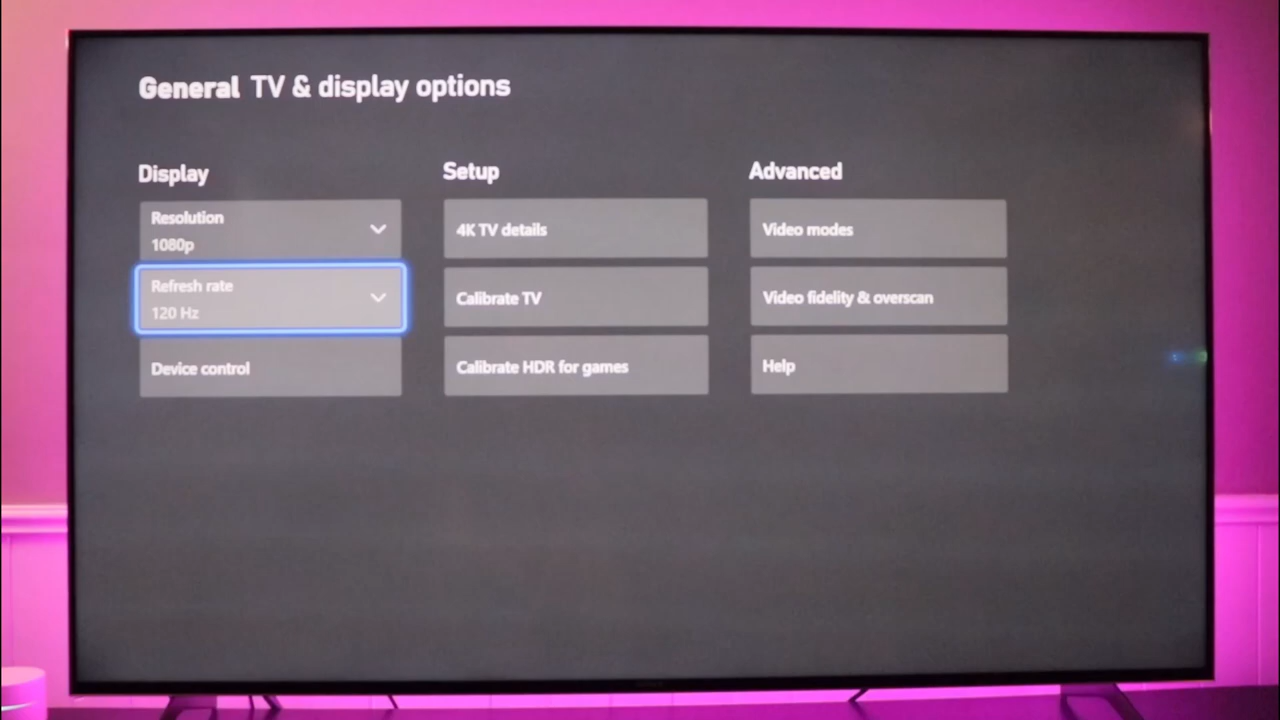 General TV & display options
Display
Resolution
1080p
Refresh rate
120 Hz
Device control
Setup
4K TV details
Calibrate TV
Calibrate HDR for games
Advanced
Video modes
Video fidelity & overscan
Help